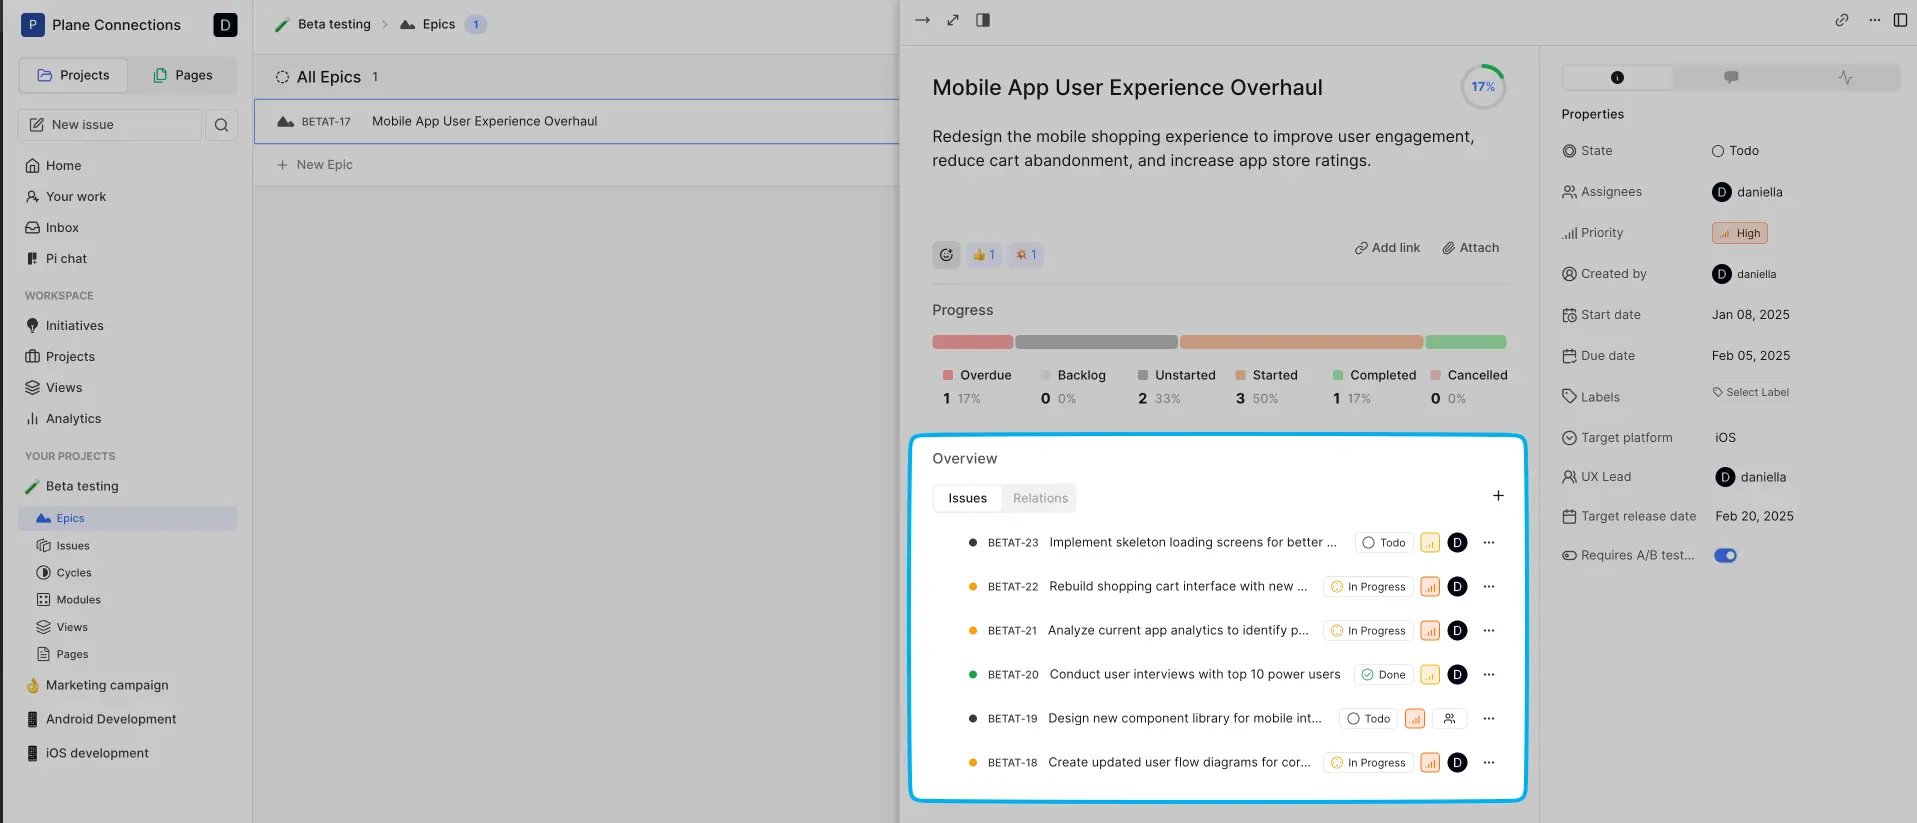 P Plane Connections D
Projects Pages
New issue
Home
Your work
Inbox
Pi chat
WORKSPACE
Initiatives
Projects
Views
Analytics
YOUR PROJECTS
Beta testing
Epics
Issues
Cycles
Modules
Views
Pages
Marketing campaign
Android Development
iOS development
Beta testing Epics 1
All Epics 1
BETAT-17 Mobile App User Experience Overhaul
New Epic
Mobile App User Experience Overhaul 17%
Redesign the mobile shopping experience to improve user engagement,
reduce cart abandonment, and increase app store ratings.
1 1 Add link Attach
Progress
Overdue Backlog Unstarted Started Completed Cancelled
1 17% 0 0% 2 33% 3 50% 1 17% 0 0%
Overview
Issues Relations
BETAT-23 Implement skeleton loading screens for better ... Todo D
BETAT-22 Rebuild shopping cart interface with new ... In Progress D
BETAT-21 Analyze current app analytics to identify p... In Progress D
BETAT-20 Conduct user interviews with top 10 power users Done D
BETAT-19 Design new component library for mobile int... Todo
BETAT-18 Create updated user flow diagrams for cor... In Progress D
Properties
State Todo
Assignees D daniella
Priority High
Created by D daniella
Start date Jan 08, 2025
Due date Feb 05, 2025
Labels Select Label
Target platform iOS
UX Lead D daniella
Target release date Feb 20, 2025
Requires A/B test...